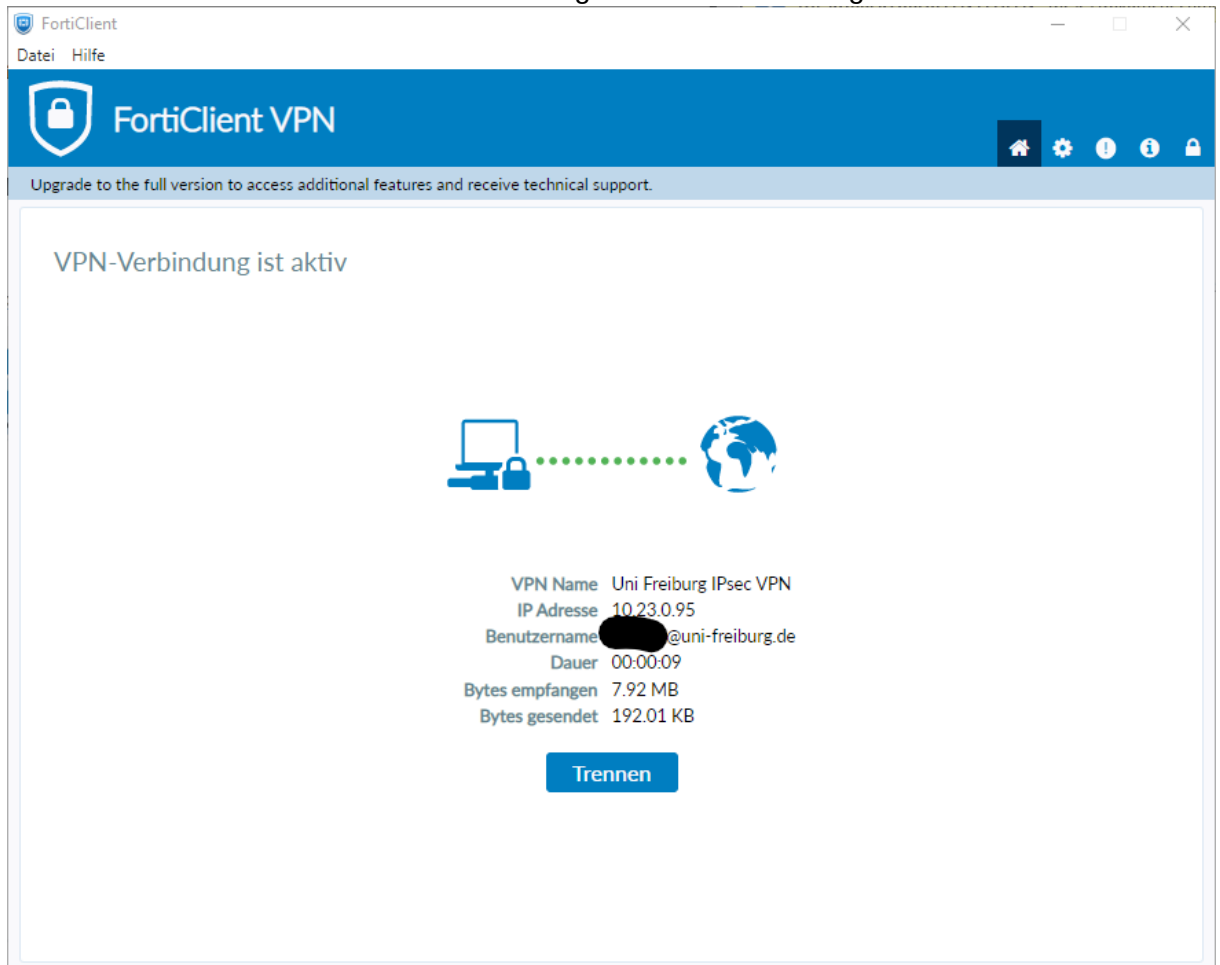 FortiClient
Datei Hilfe
FortiClient VPN
Upgrade to the full version to access additional features and receive technical support.
VPN-Verbindung ist aktiv
VPN Name Uni Freiburg IPsec VPN
IP Adresse 10.23.0.95
Benutzername @uni-freiburg.de
Dauer 00:00:09
Bytes empfangen 7.92 MB
Bytes gesendet 192.01 KB
Trennen